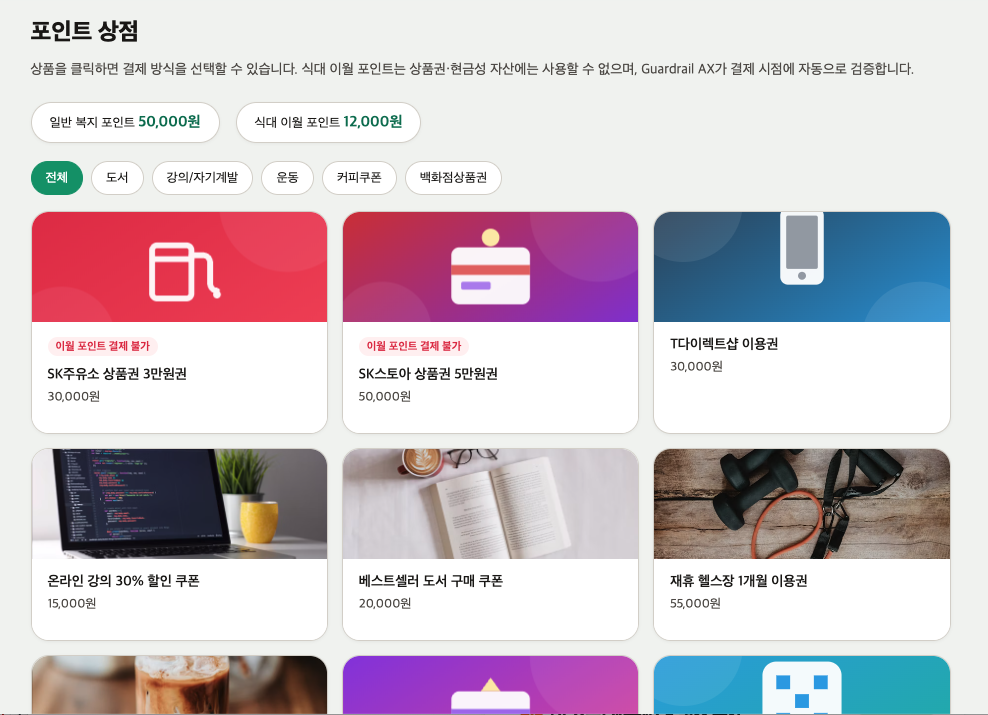 포인트 상점
상품을 클릭하면 결제 방식을 선택할 수 있습니다. 식대 이월 포인트는 상품권·현금성 자산에는 사용할 수 없으며, Guardrail AX가 결제 시점에 자동으로 검증합니다.
일반 복지 포인트 50,000원 식대 이월 포인트 12,000원
전체 도서 강의/자기계발 운동 커피쿠폰 백화점상품권
이월 포인트 결제 불가 이월 포인트 결제 불가 T다이렉트샵 이용권
SK주유소 상품권 3만원권 SK스토아 상품권 5만원권 30,000원
30,000원 50,000원
온라인 강의 30% 할인 쿠폰 베스트셀러 도서 구매 쿠폰 재휴 헬스장 1개월 이용권
15,000원 20,000원 55,000원